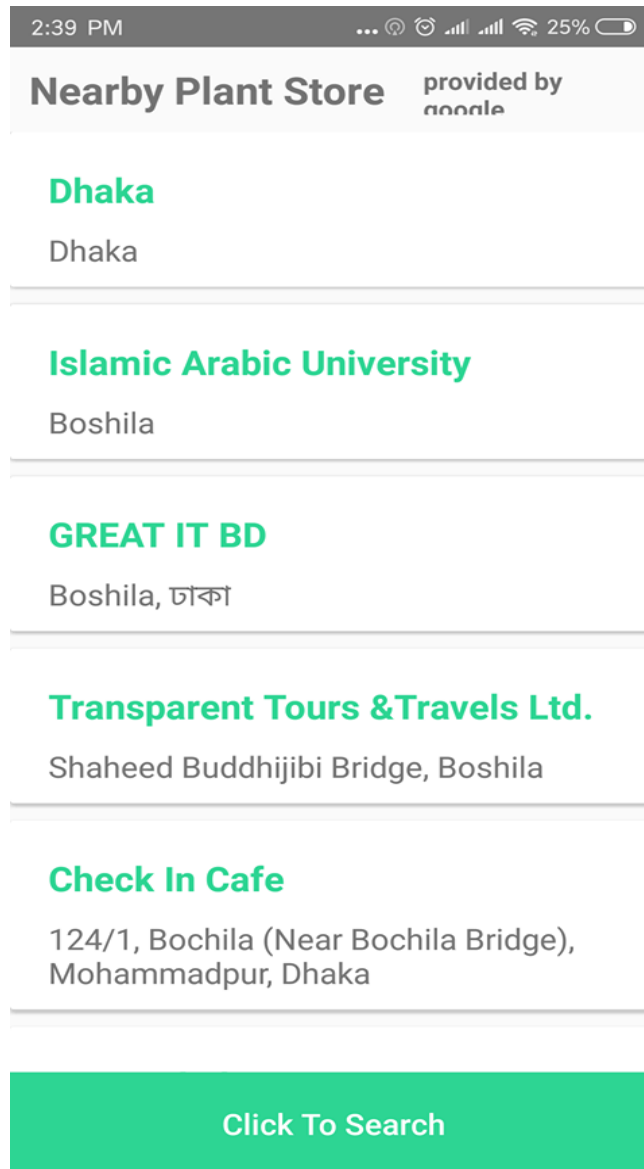 2:39 PM ... 25%
Nearby Plant Store
provided by
google
Dhaka
Dhaka
Islamic Arabic University
Boshila
GREAT IT BD
Boshila, ঢাকা
Transparent Tours &Travels Ltd.
Shaheed Buddhijibi Bridge, Boshila
Check In Cafe
124/1, Bochila (Near Bochila Bridge),
Mohammadpur, Dhaka
Click To Search